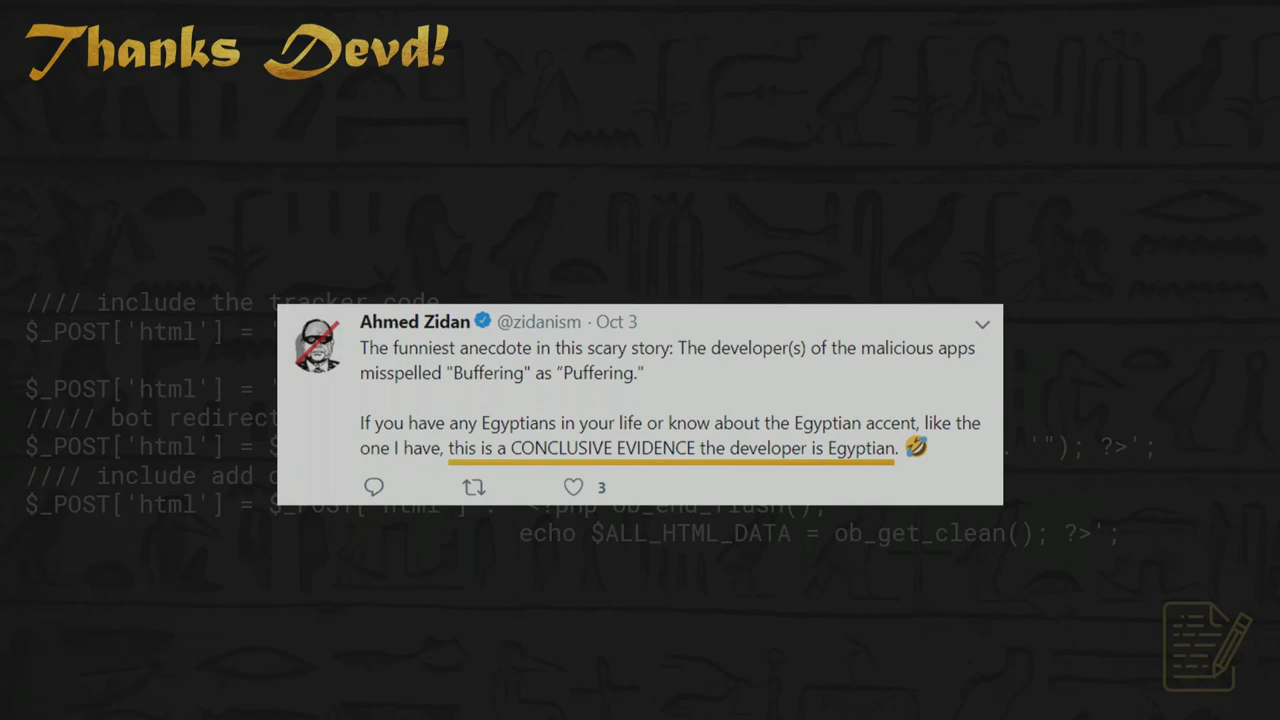 Thanks Devd!
//// include the tracker code
$_POST['html'] = '
Ahmed Zidan @zidanism · Oct 3
The funniest anecdote in this scary story: The developer(s) of the malicious apps
misspelled "Buffering" as “Puffering.”
$_POST['html'] = '
///// bot redirect
If you have any Egyptians in your life or know about the Egyptian accent, like the
one I have, this is a CONCLUSIVE EVIDENCE the developer is Egyptian. 🤣
$_POST['html'] = $ . '"); ?>';
//// include add
3
$_POST['html'] = $_POST['html'] . '<?php ob_end_flush();
echo $ALL_HTML_DATA = ob_get_clean(); ?>';